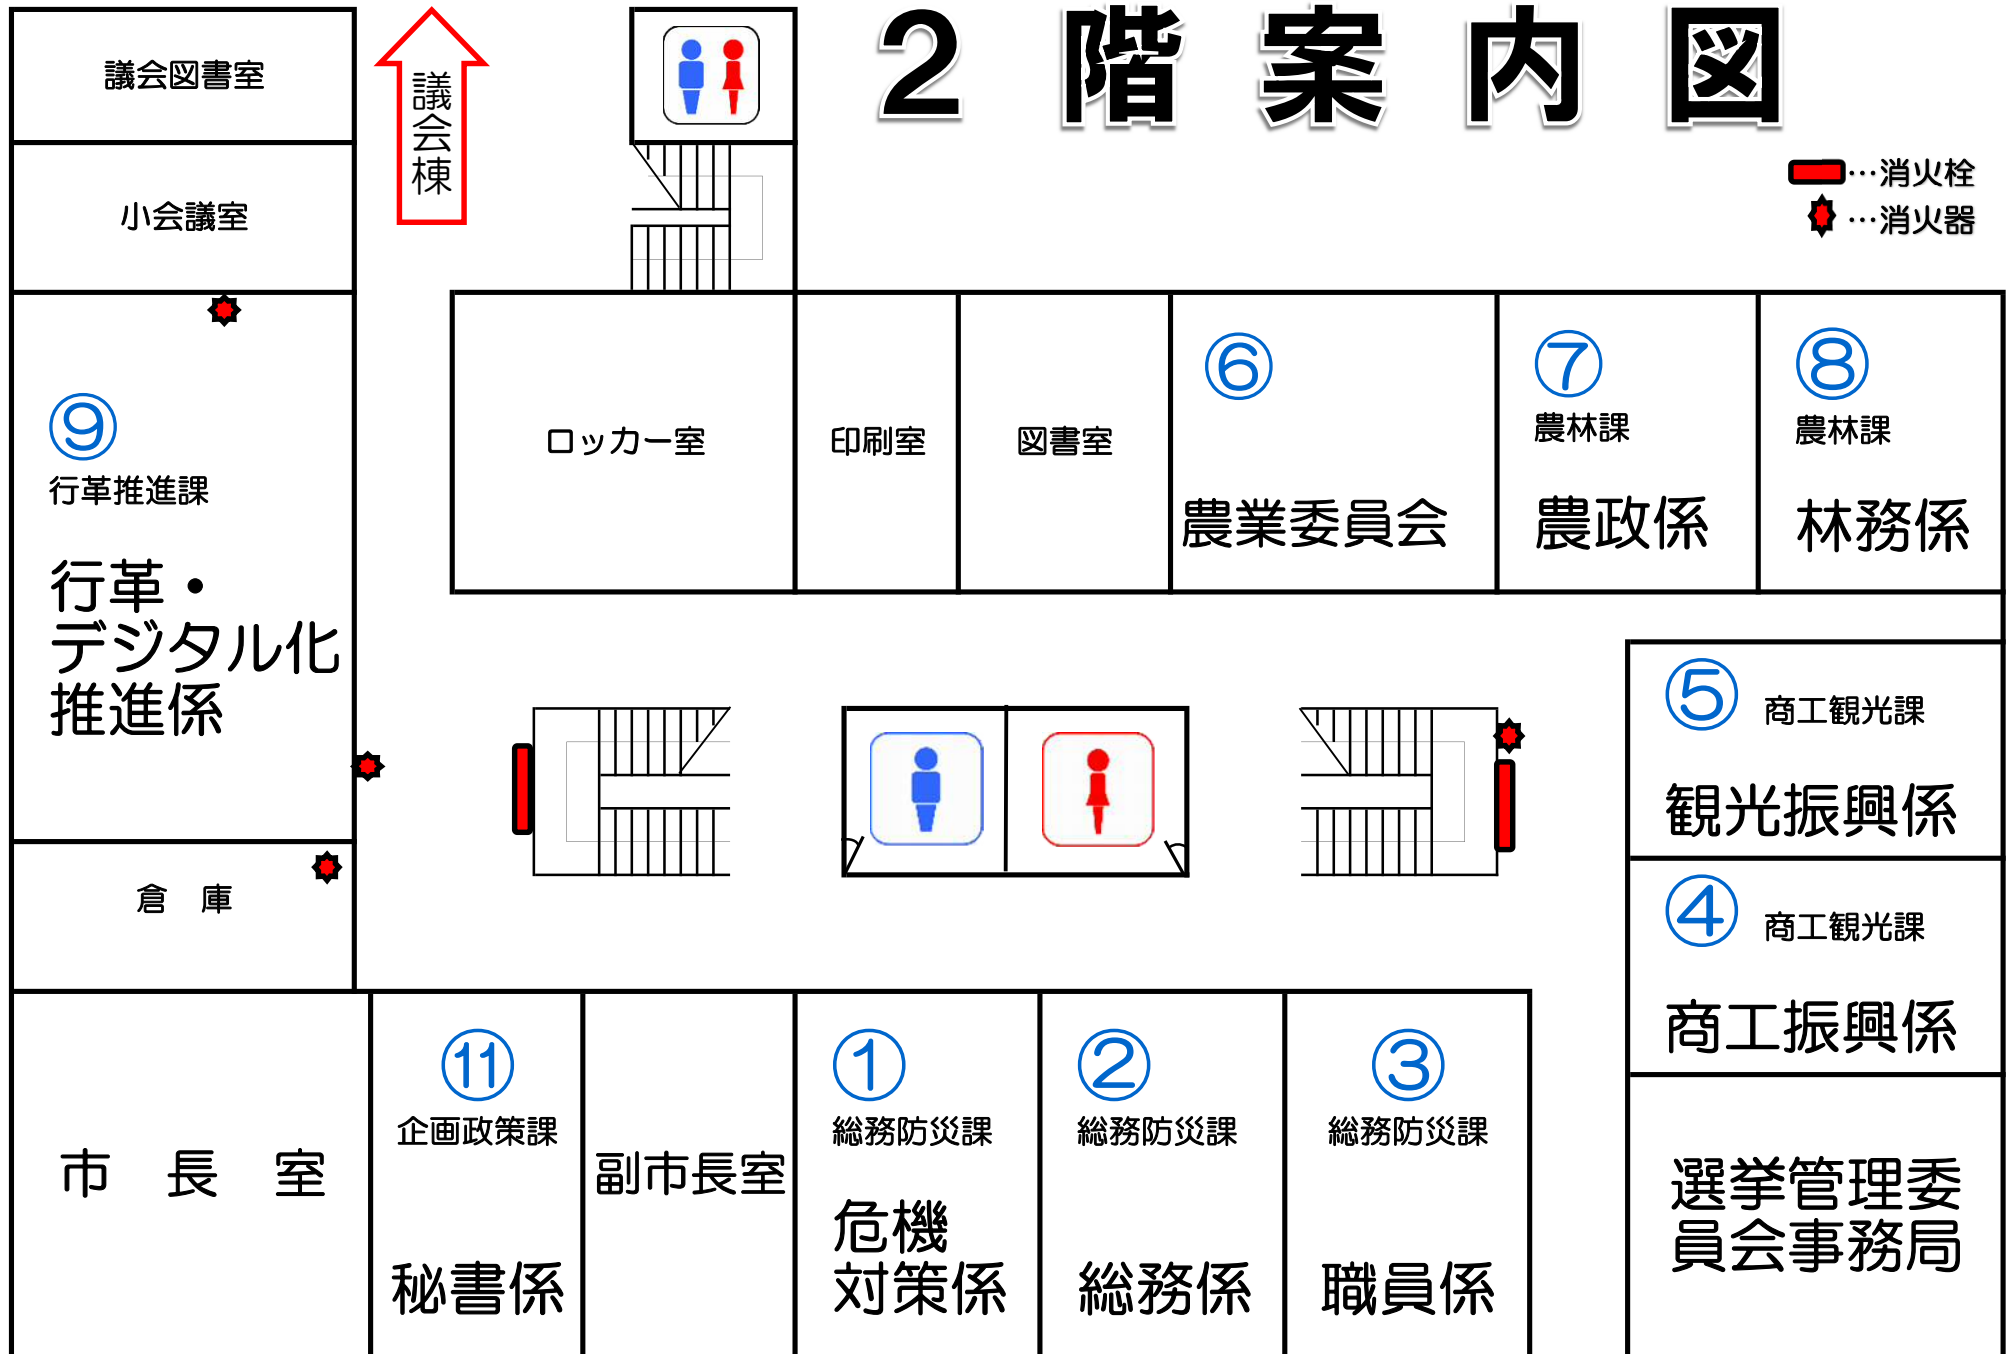 ２階案内図
…消火栓
…消火器
議会図書室
議会棟
小会議室
⑨
行革推進課
行革・
デジタル化
推進係
ロッカー室
印刷室
図書室
⑥
農業委員会
⑦
農林課
農政係
⑧
農林課
林務係
⑤ 商工観光課
観光振興係
④ 商工観光課
商工振興係
倉　庫
市　長　室
⑪
企画政策課
秘書係
副市長室
①
総務防災課
危機
対策係
②
総務防災課
総務係
③
総務防災課
職員係
選挙管理委
員会事務局